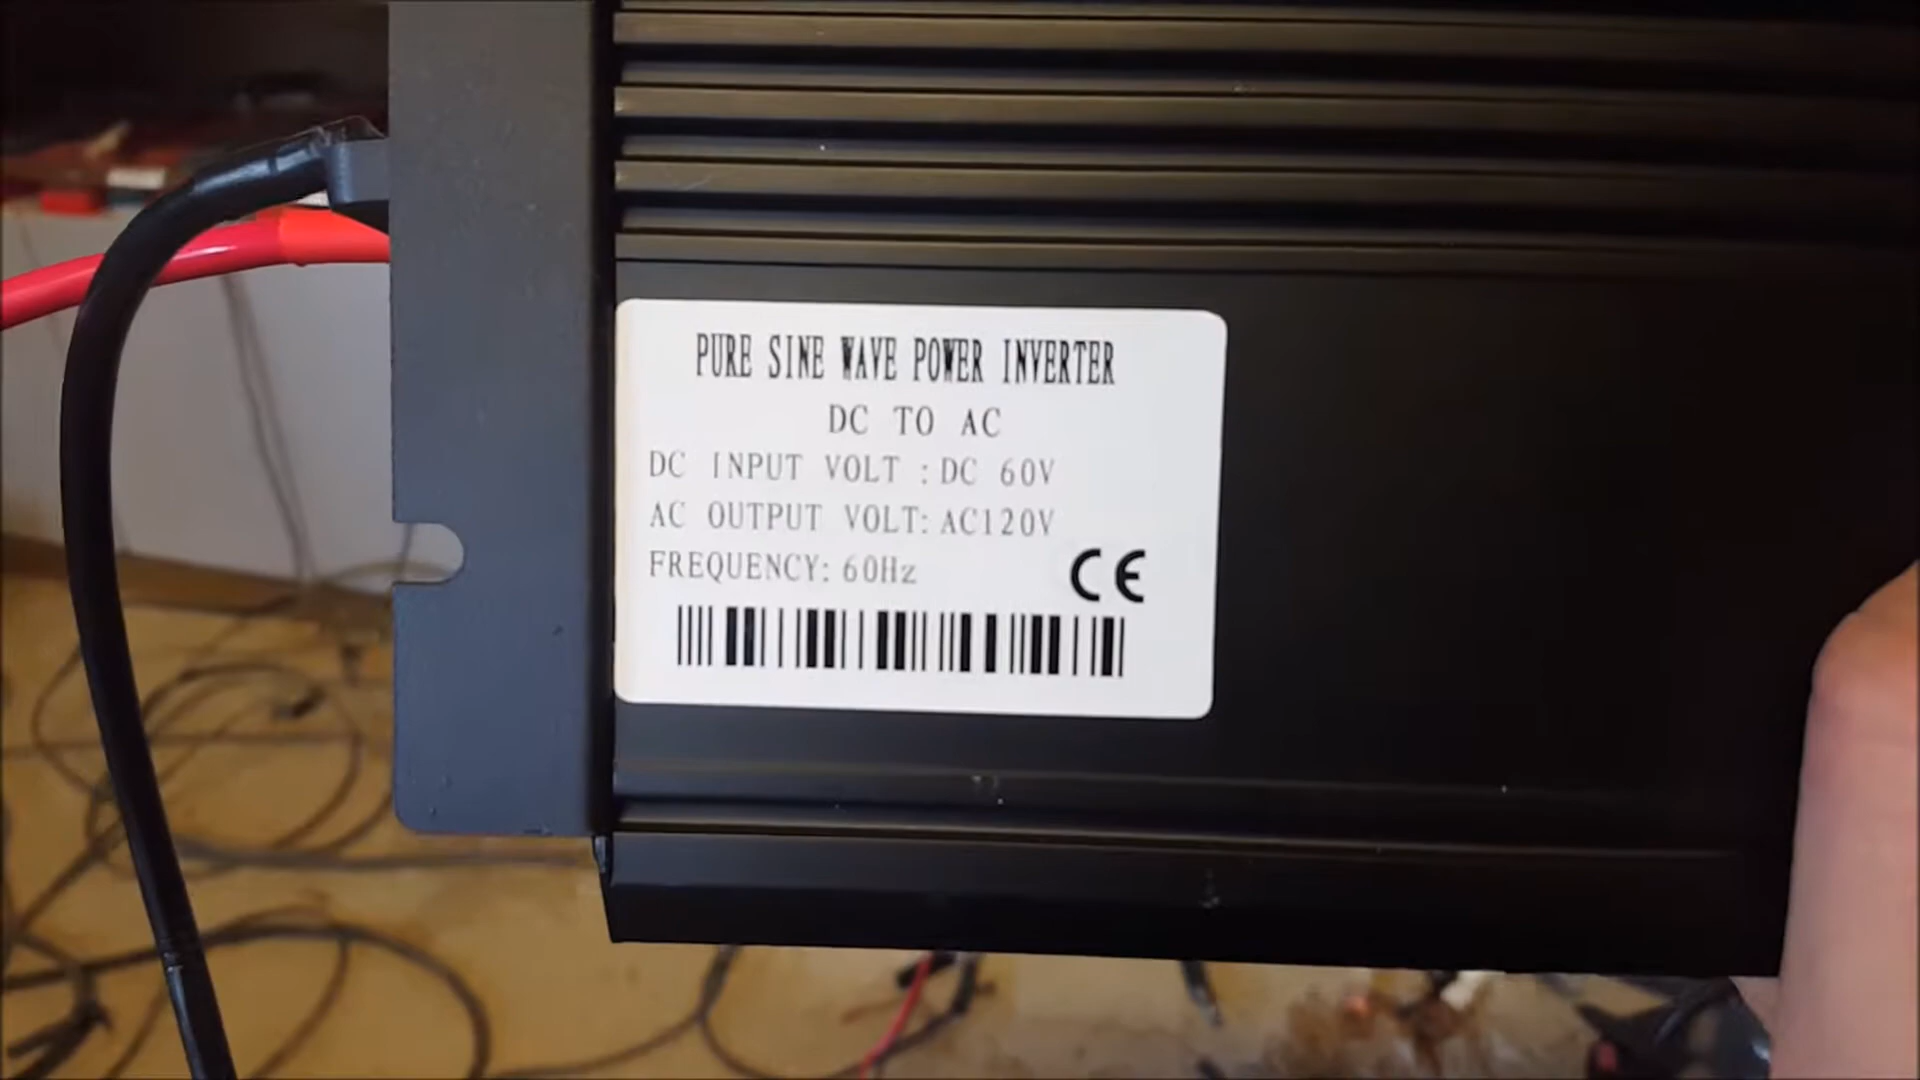 PURE SINE WAVE POWER INVERTER
DC TO AC
DC INPUT VOLT : DC 60V
AC OUTPUT VOLT: AC120V
FREQUENCY: 60Hz
CE